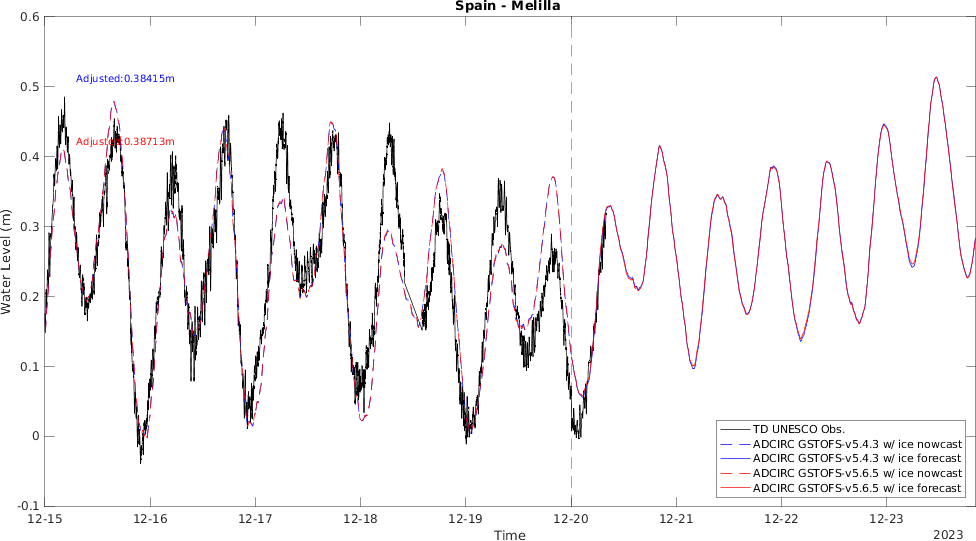 Spain - Melilla
0.6
0.5
0.4
0.3
0.2
0.1
0
-0.1
Water Level (m)
Adjusted:0.38415m
Adjusted:0.38713m
TD UNESCO Obs.
ADCIRC GSTOFS-v5.4.3 w/ ice nowcast
ADCIRC GSTOFS-v5.4.3 w/ ice forecast
ADCIRC GSTOFS-v5.6.5 w/ ice nowcast
ADCIRC GSTOFS-v5.6.5 w/ ice forecast
12-15 12-16 12-17 12-18 12-19 12-20 12-21 12-22 12-23
Time
2023